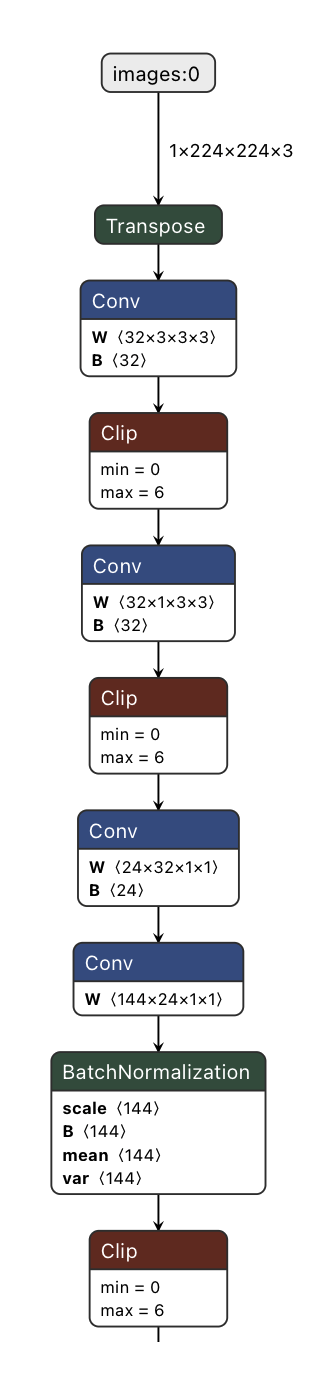 images:0
1×224×224×3
Transpose
Conv
W ⟨32×3×3×3⟩
B ⟨32⟩
Clip
min = 0
max = 6
Conv
W ⟨32×1×3×3⟩
B ⟨32⟩
Clip
min = 0
max = 6
Conv
W ⟨24×32×1×1⟩
B ⟨24⟩
Conv
W ⟨144×24×1×1⟩
BatchNormalization
scale ⟨144⟩
B ⟨144⟩
mean ⟨144⟩
var ⟨144⟩
Clip
min = 0
max = 6